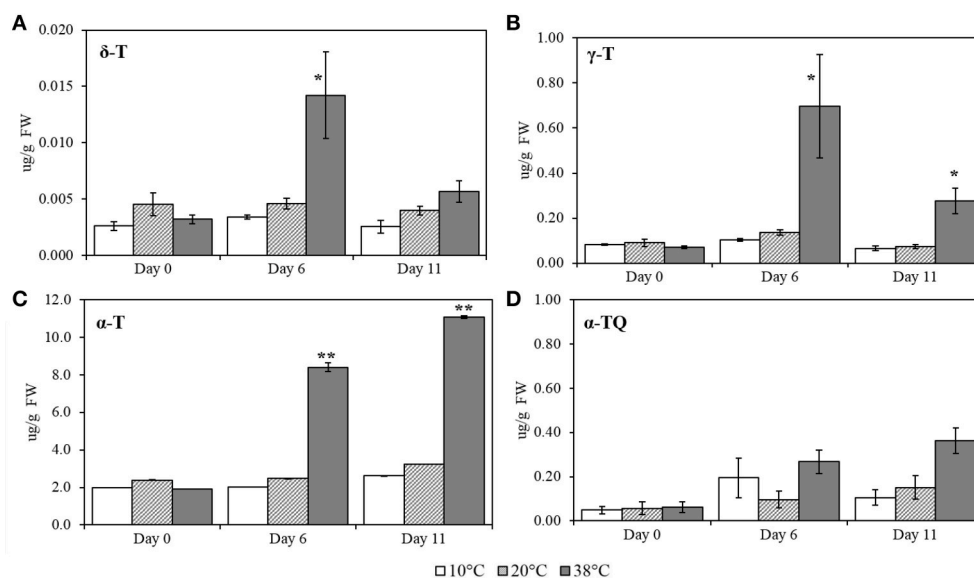 A
δ-T
0.020
0.015
0.010
0.005
0.000
ug/g FW
*
Day 0 Day 6 Day 11
B
γ-T
1.00
0.80
0.60
0.40
0.20
0.00
ug/g FW
*
*
Day 0 Day 6 Day 11
C
α-T
12.0
10.0
8.0
6.0
4.0
2.0
0.0
ug/g FW
**
**
Day 0 Day 6 Day 11
D
α-TQ
1.00
0.80
0.60
0.40
0.20
0.00
ug/g FW
Day 0 Day 6 Day 11
10°C 20°C 38°C